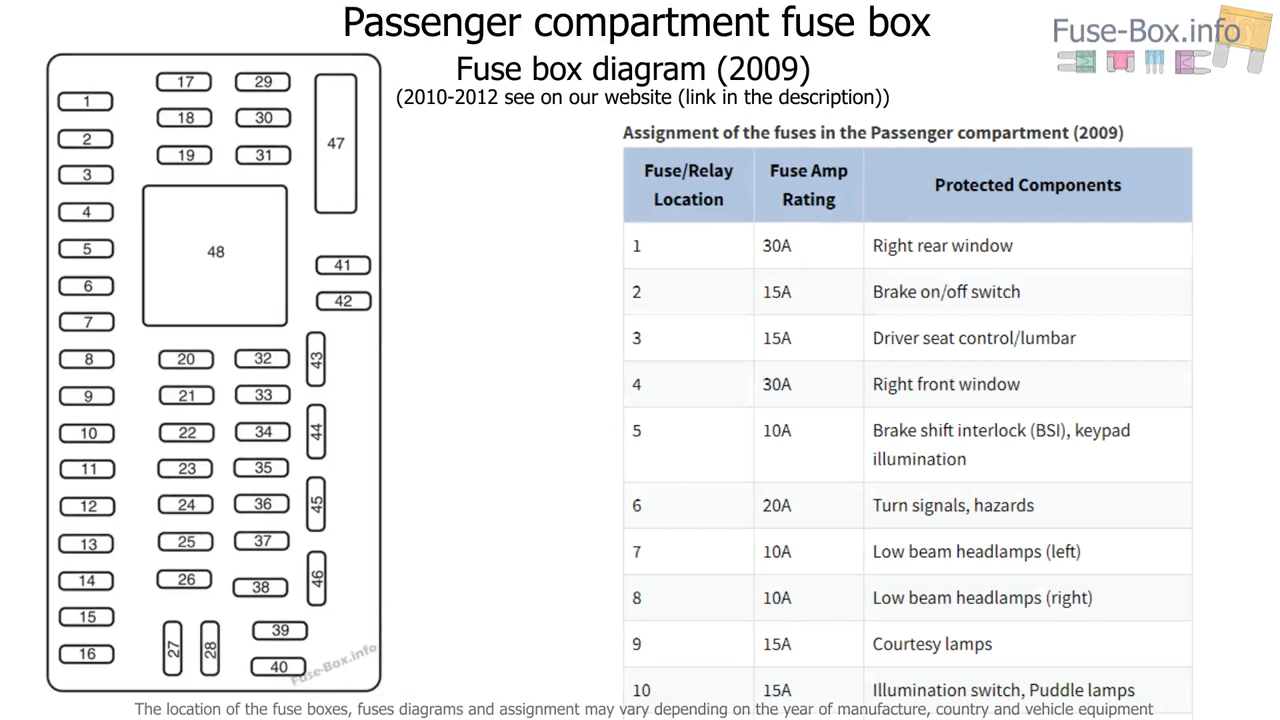 Passenger compartment fuse box
Fuse-Box.info
Fuse box diagram (2009)
(2010-2012 see on our website (link in the description))
1
2
3
4
5
6
7
8
9
10
11
12
13
14
15
16
17
18
19
48
20
21
22
23
24
25
26
27
28
29
30
31
32
33
34
35
36
37
38
39
40
47
41
42
43
44
45
46
Fuse-Box.info
Assignment of the fuses in the Passenger compartment (2009)
Fuse/Relay Location
Fuse Amp Rating
Protected Components
1 30A Right rear window
2 15A Brake on/off switch
3 15A Driver seat control/lumbar
4 30A Right front window
5 10A Brake shift interlock (BSI), keypad
illumination
6 20A Turn signals, hazards
7 10A Low beam headlamps (left)
8 10A Low beam headlamps (right)
9 15A Courtesy lamps
10 15A Illumination switch, Puddle lamps
The location of the fuse boxes, fuses diagrams and assignment may vary depending on the year of manufacture, country and vehicle equipment